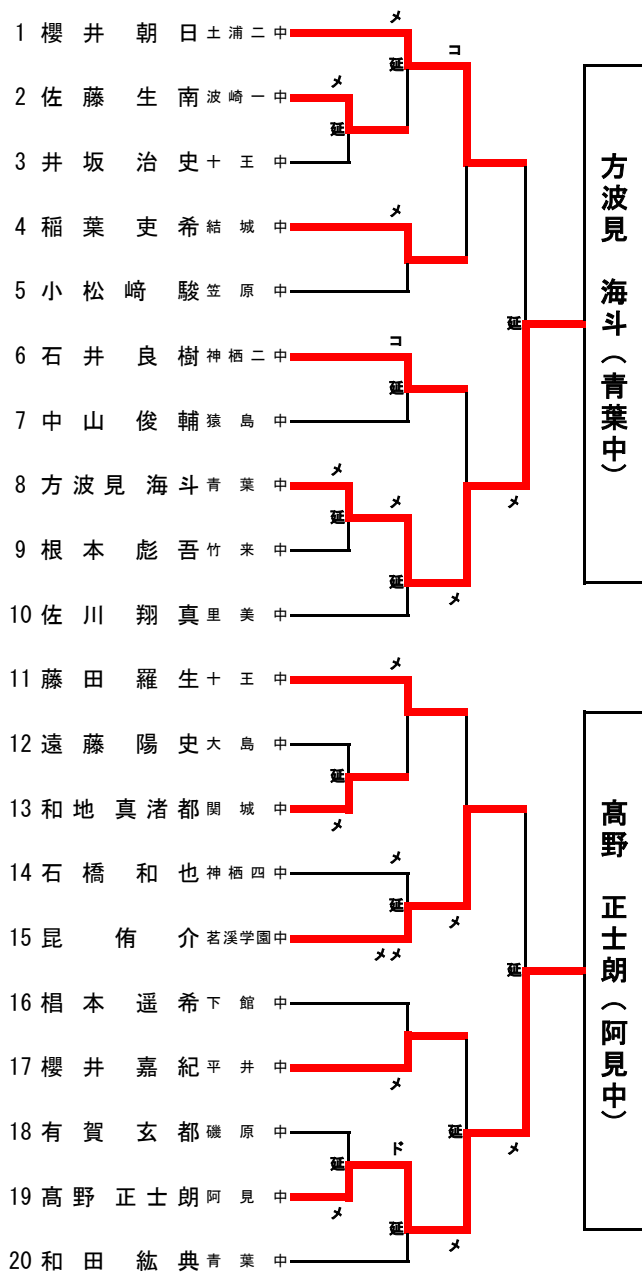 メ
1 櫻井 朝日 土浦二中
コ
延
メ
2 佐藤 生南 波崎一中
延
3 井坂 治史 十王中
メ
4 稲葉 吏希 結城中
5 小松﨑 駿 笠原中
延
コ
6 石井 良樹 神栖二中
延
7 中山 俊輔 猿島中
メ
8 方波見 海斗 青葉中
メ
メ
延
9 根本 彪吾 竹来中
延
メ
10 佐川 翔真 里美中
方波見 海斗(青葉中)
メ
11 藤田 羅生 十王中
12 遠藤 陽史 大島中
延
13 和地 真渚都 関城中
メ
メ
14 石橋 和也 神栖四中
延
メ
15 昆 侑介 茗溪学園中
メメ
延
16 椙本 遥希 下館中
17 櫻井 嘉紀 平井中
メ
18 有賀 玄都 磯原中
延
ド
メ
延
19 髙野 正士朗 阿見中
メ
延
メ
20 和田 紘典 青葉中
髙野 正士朗(阿見中)